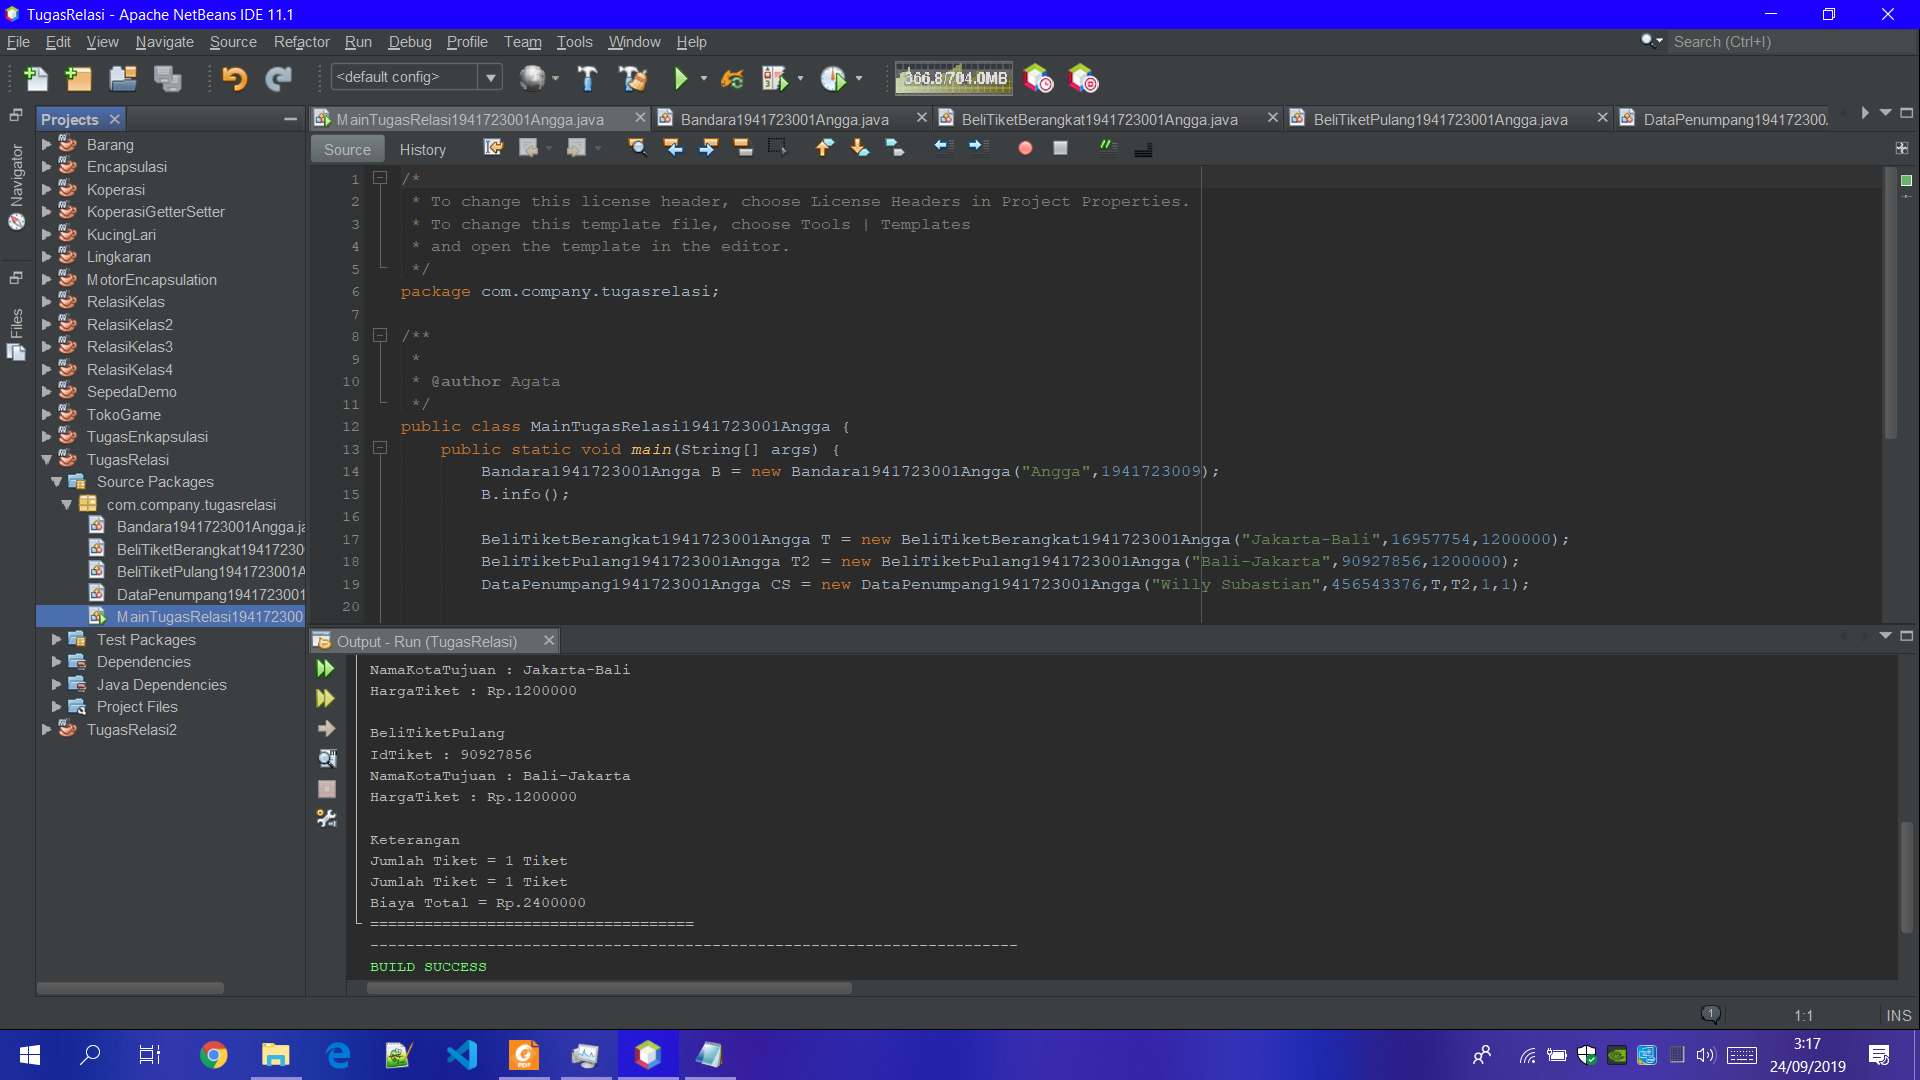 TugasRelasi - Apache NetBeans IDE 11.1
File Edit View Navigate Source Refactor Run Debug Profile Team Tools Window Help
Search (Ctrl+I)
<default config>
366.8/704.0MB
Projects
MainTugasRelasi1941723001Angga.java
Bandara1941723001Angga.java
BeliTiketBerangkat1941723001Angga.java
BeliTiketPulang1941723001Angga.java
DataPenumpang194172300.
Navigator
Files
Barang
Encapsulasi
Koperasi
KoperasiGetterSetter
KucingLari
Lingkaran
MotorEncapsulation
RelasiKelas
RelasiKelas2
RelasiKelas3
RelasiKelas4
SepedaDemo
TokoGame
TugasEnkapsulasi
TugasRelasi
Source Packages
com.company.tugasrelasi
Bandara1941723001Angga.ja
BeliTiketBerangkat19417230
BeliTiketPulang1941723001A
DataPenumpang1941723001
MainTugasRelasi194172300
Test Packages
Dependencies
Java Dependencies
Project Files
TugasRelasi2
Source History
1 /*
2 * To change this license header, choose License Headers in Project Properties.
3 * To change this template file, choose Tools | Templates
4 * and open the template in the editor.
5 */
6 package com.company.tugasrelasi;
7
8 /**
9 *
10 * @author Agata
11 */
12 public class MainTugasRelasi1941723001Angga {
13 public static void main(String[] args) {
14 Bandara1941723001Angga B = new Bandara1941723001Angga("Angga",1941723009);
15 B.info();
16
17 BeliTiketBerangkat1941723001Angga T = new BeliTiketBerangkat1941723001Angga("Jakarta-Bali",16957754,1200000);
18 BeliTiketPulang1941723001Angga T2 = new BeliTiketPulang1941723001Angga("Bali-Jakarta",90927856,1200000);
19 DataPenumpang1941723001Angga CS = new DataPenumpang1941723001Angga("Willy Subastian",456543376,T,T2,1,1);
20
Output - Run (TugasRelasi)
NamaKotaTujuan : Jakarta-Bali
HargaTiket : Rp.1200000
BeliTiketPulang
IdTiket : 90927856
NamaKotaTujuan : Bali-Jakarta
HargaTiket : Rp.1200000
Keterangan
Jumlah Tiket = 1 Tiket
Jumlah Tiket = 1 Tiket
Biaya Total = Rp.2400000
====================================
------------------------------------------------------------------------
BUILD SUCCESS
1
1:1
INS
3:17
24/09/2019